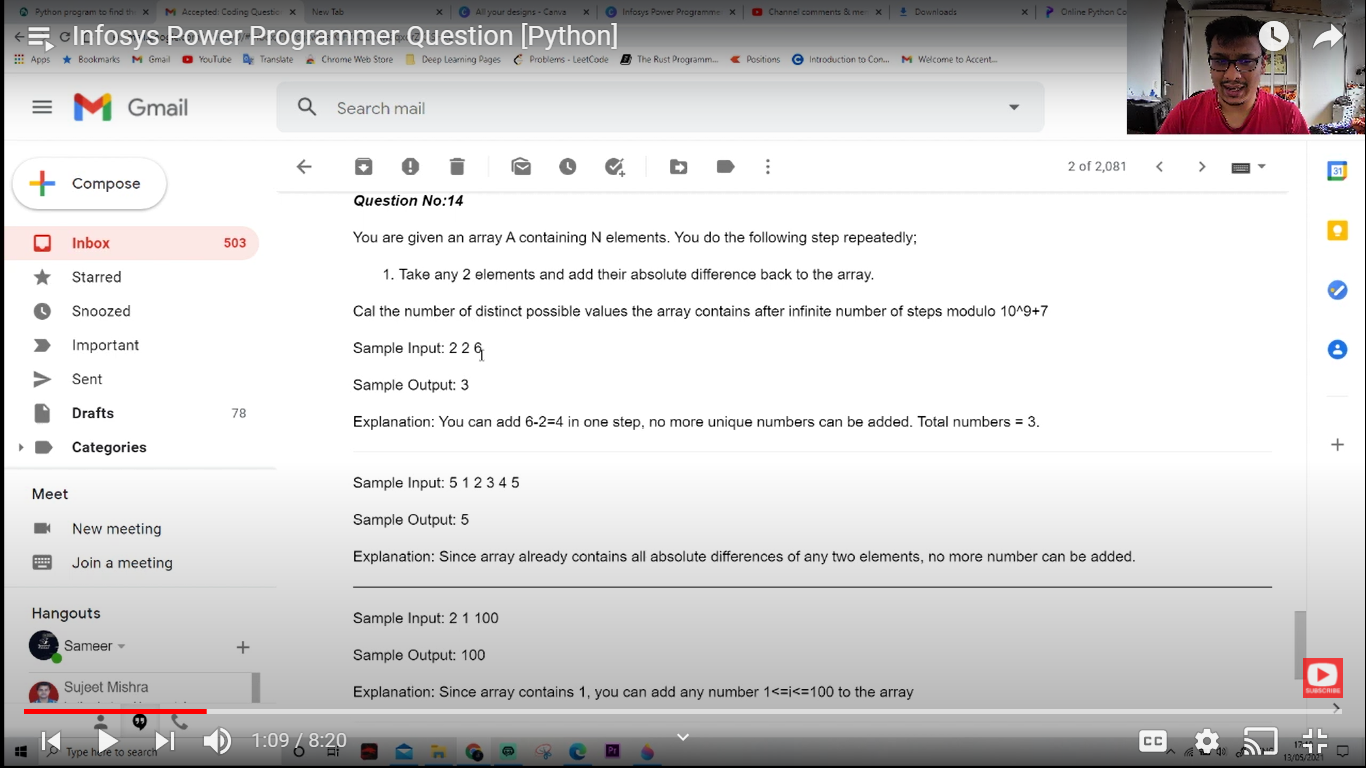 Python program to find th
Accepted: Coding Questic
New Tab
All your designs - Canva
Infosys Power Programme
Channel comments & me
Downloads
Online Python Co
Infosys Power Programmer Question [Python]
Apps
Bookmarks
Gmail
YouTube
Translate
Chrome Web Store
Deep Learning Pages
Problems - LeetCode
The Rust Programm...
Positions
Introduction to Con...
Welcome to Accent...
Gmail
Search mail
Compose
2 of 2,081
31
Inbox 503
Starred
Snoozed
Important
Sent
Drafts 78
Categories
Meet
New meeting
Join a meeting
Hangouts
Sameer
Sujeet Mishra
Question No:14
You are given an array A containing N elements. You do the following step repeatedly;
1. Take any 2 elements and add their absolute difference back to the array.
Cal the number of distinct possible values the array contains after infinite number of steps modulo 10^9+7
Sample Input: 2 2 6
Sample Output: 3
Explanation: You can add 6-2=4 in one step, no more unique numbers can be added. Total numbers = 3.
Sample Input: 5 1 2 3 4 5
Sample Output: 5
Explanation: Since array already contains all absolute differences of any two elements, no more number can be added.
Sample Input: 2 1 100
Sample Output: 100
Explanation: Since array contains 1, you can add any number 1<=i<=100 to the array
SUBSCRIBE
1:09 / 8:20
CC
Type here to search
13/05/2021